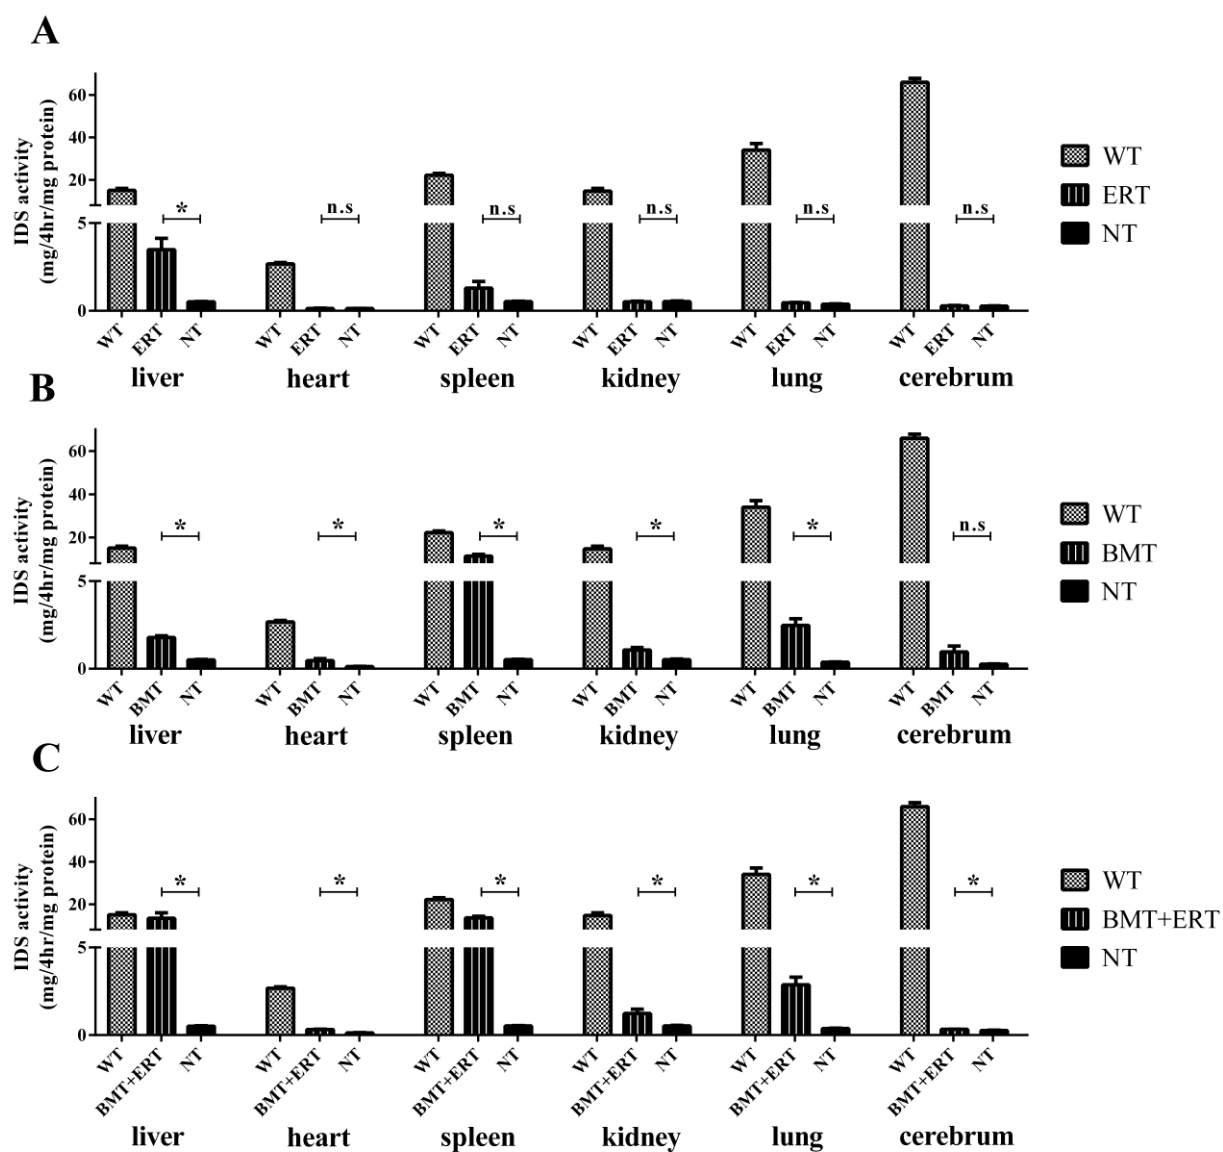 A
IDS activity
(mg/4hr/mg protein)
60
40
20
5
0
* n.s n.s n.s n.s n.s
WT ERT NT WT ERT NT WT ERT NT WT ERT NT WT ERT NT WT ERT NT
liver heart spleen kidney lung cerebrum
WT
ERT
NT
B
IDS activity
(mg/4hr/mg protein)
60
40
20
5
0
* * * * * n.s
WT BMT NT WT BMT NT WT BMT NT WT BMT NT WT BMT NT WT BMT NT
liver heart spleen kidney lung cerebrum
WT
BMT
NT
C
IDS activity
(mg/4hr/mg protein)
60
40
20
5
0
* * * * * *
WT BMT+ERT NT WT BMT+ERT NT WT BMT+ERT NT WT BMT+ERT NT WT BMT+ERT NT WT BMT+ERT NT
liver heart spleen kidney lung cerebrum
WT
BMT+ERT
NT